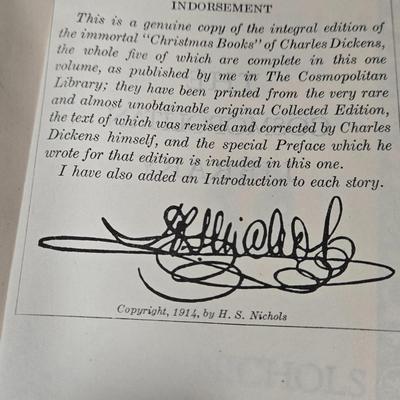 INDORSEMENT
This is a genuine copy of the integral edition of
the immortal "Christmas Books" of Charles Dickens,
the whole five of which are complete in this one
volume, as published by me in The Cosmopolitan
Library; they have been printed from the very rare
and almost unobtainable original Collected Edition,
the text of which was revised and corrected by Charles
Dickens himself, and the special Preface which he
wrote for that edition is included in this one.
I have also added an Introduction to each story.
HSNichols
Copyright, 1914, by H. S. Nichols